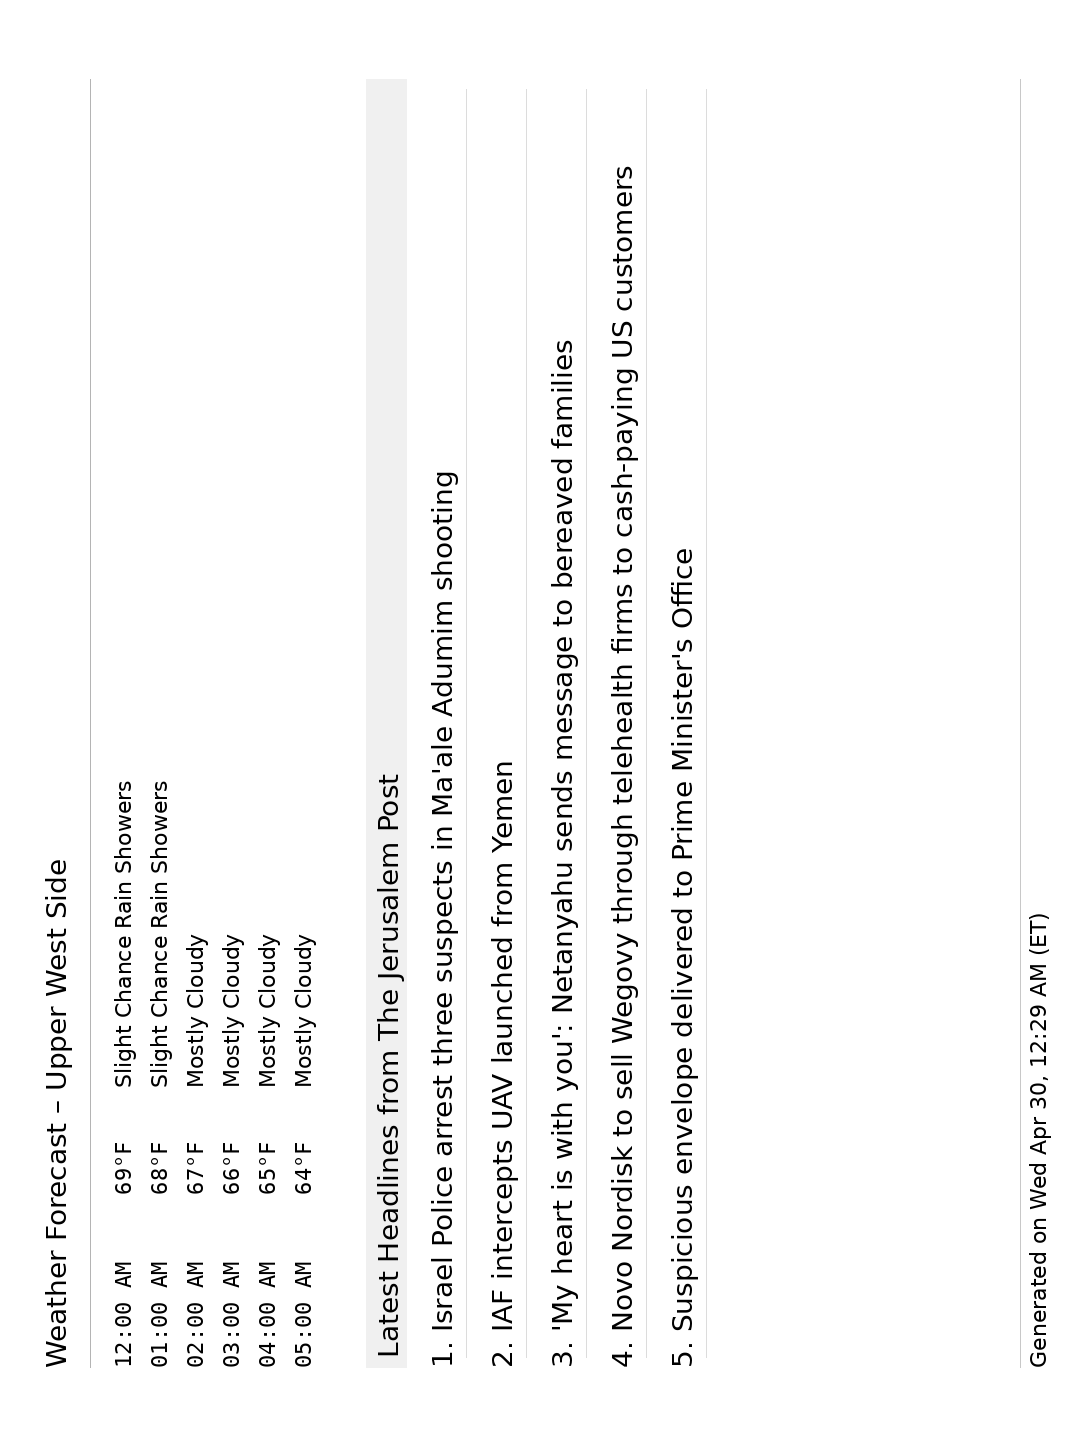 Weather Forecast – Upper West Side
12:00 AM 69°F Slight Chance Rain Showers
01:00 AM 68°F Slight Chance Rain Showers
02:00 AM 67°F Mostly Cloudy
03:00 AM 66°F Mostly Cloudy
04:00 AM 65°F Mostly Cloudy
05:00 AM 64°F Mostly Cloudy
Latest Headlines from The Jerusalem Post
1. Israel Police arrest three suspects in Ma'ale Adumim shooting
2. IAF intercepts UAV launched from Yemen
3. 'My heart is with you': Netanyahu sends message to bereaved families
4. Novo Nordisk to sell Wegovy through telehealth firms to cash-paying US customers
5. Suspicious envelope delivered to Prime Minister's Office
Generated on Wed Apr 30, 12:29 AM (ET)